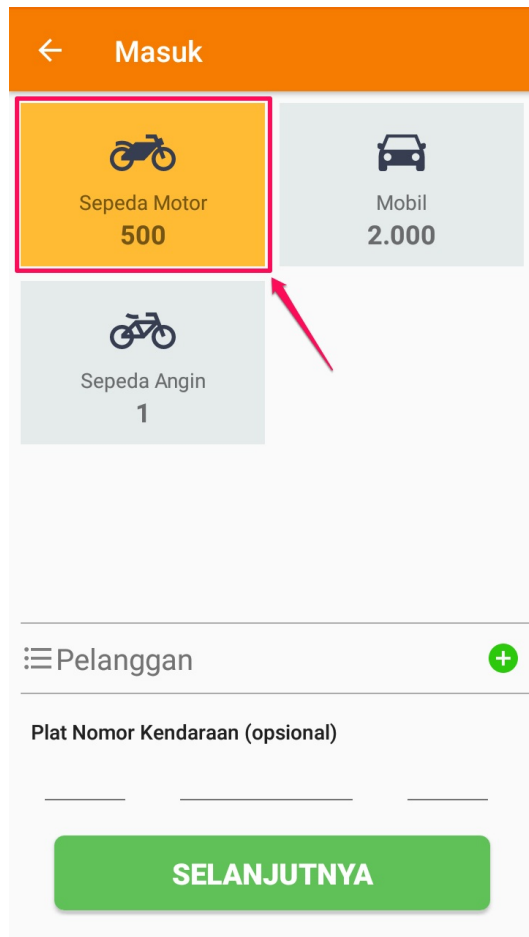 Masuk
Sepeda Motor
500
Mobil
2.000
Sepeda Angin
1
Pelanggan
Plat Nomor Kendaraan (opsional)
SELANJUTNYA